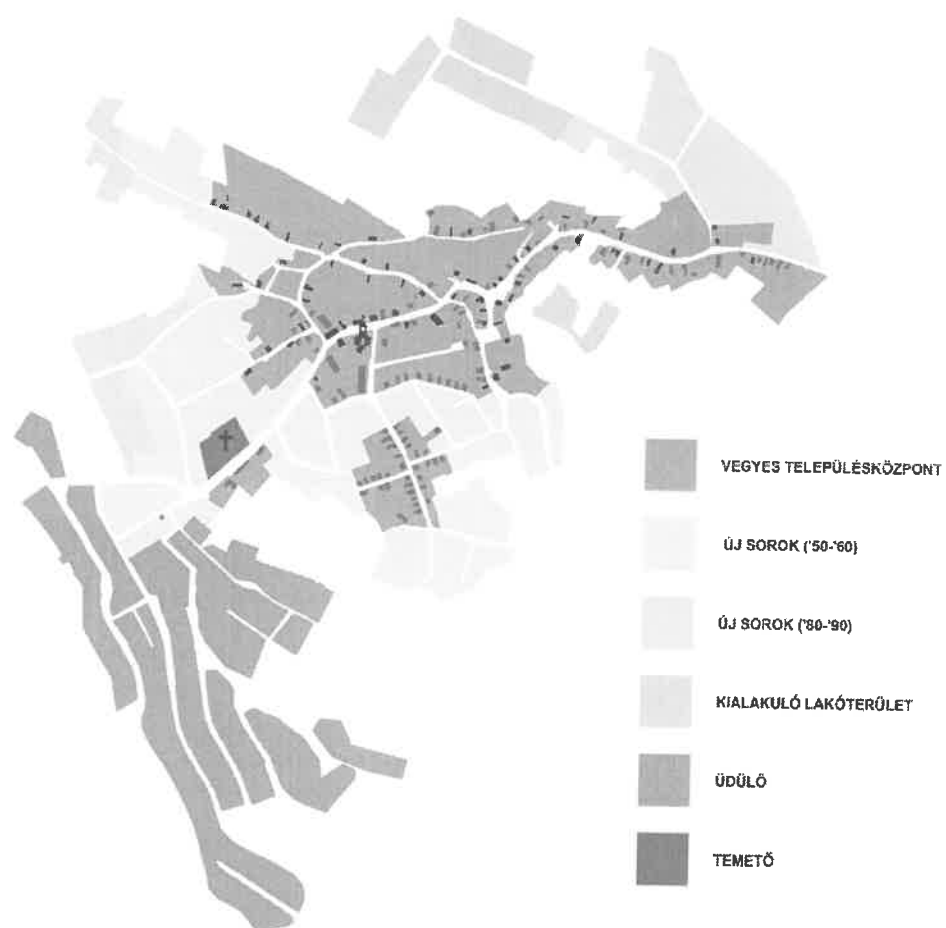 VEGYES TELEPÜLÉSKÖZPONT
ÚJ SOROK ('50-'60)
ÚJ SOROK ('80-'90)
KIALAKULÓ LAKÓTERÜLET
ÜDÜLŐ
TEMETŐ